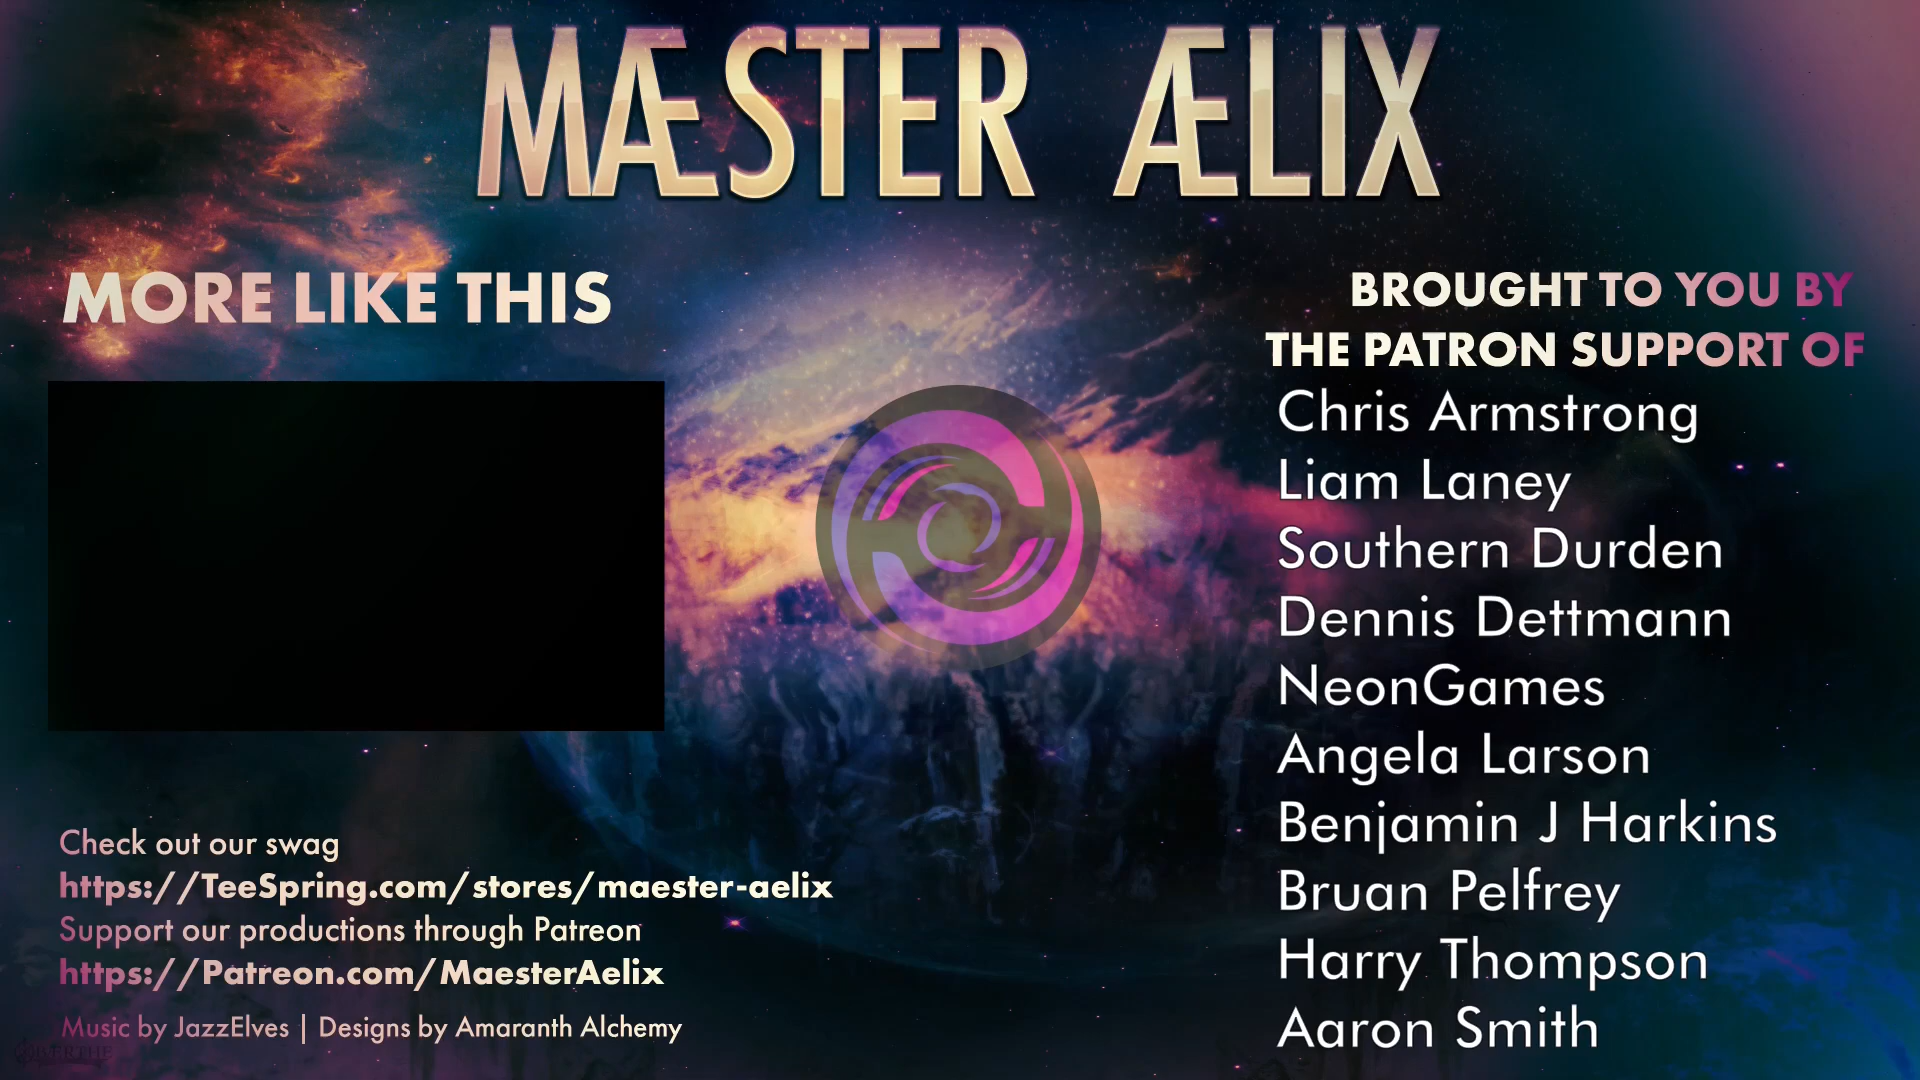 MÆSTER ÆLIX
MORE LIKE THIS
BROUGHT TO YOU BY
THE PATRON SUPPORT OF
Chris Armstrong
Liam Laney
Southern Durden
Dennis Dettmann
NeonGames
Angela Larson
Benjamin J Harkins
Bruan Pelfrey
Harry Thompson
Aaron Smith
Check out our swag
https://TeeSpring.com/stores/maester-aelix
Support our productions through Patreon
https://Patreon.com/MaesterAelix
Music by JazzElves | Designs by Amaranth Alchemy